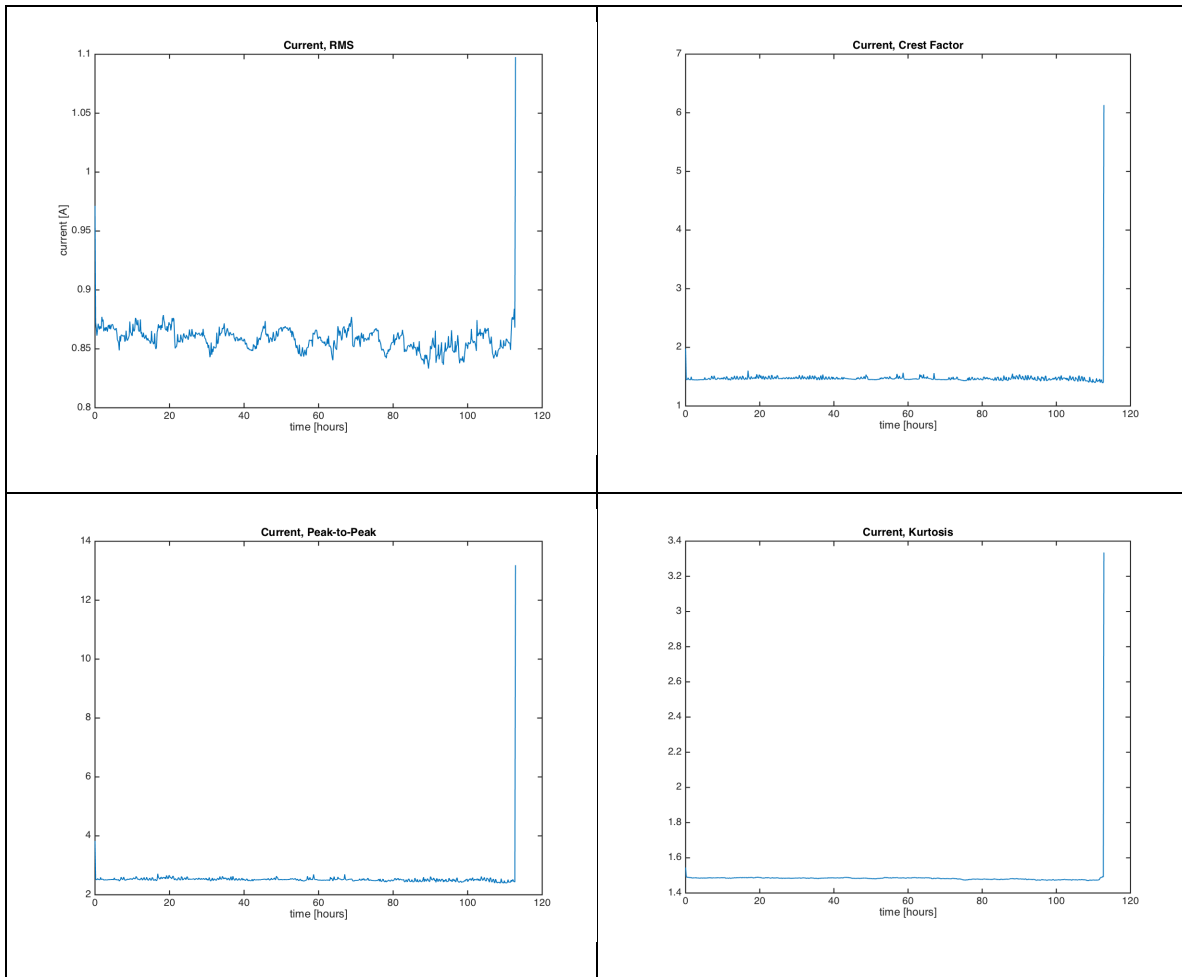 Current, RMS
1.1
1.05
1
0.95
0.9
0.85
0.8
current [A]
0 20 40 60 80 100 120
time [hours]
Current, Crest Factor
7
6
5
4
3
2
1
0 20 40 60 80 100 120
time [hours]
Current, Peak-to-Peak
14
12
10
8
6
4
2
0 20 40 60 80 100 120
time [hours]
Current, Kurtosis
3.4
3.2
3
2.8
2.6
2.4
2.2
2
1.8
1.6
1.4
0 20 40 60 80 100 120
time [hours]